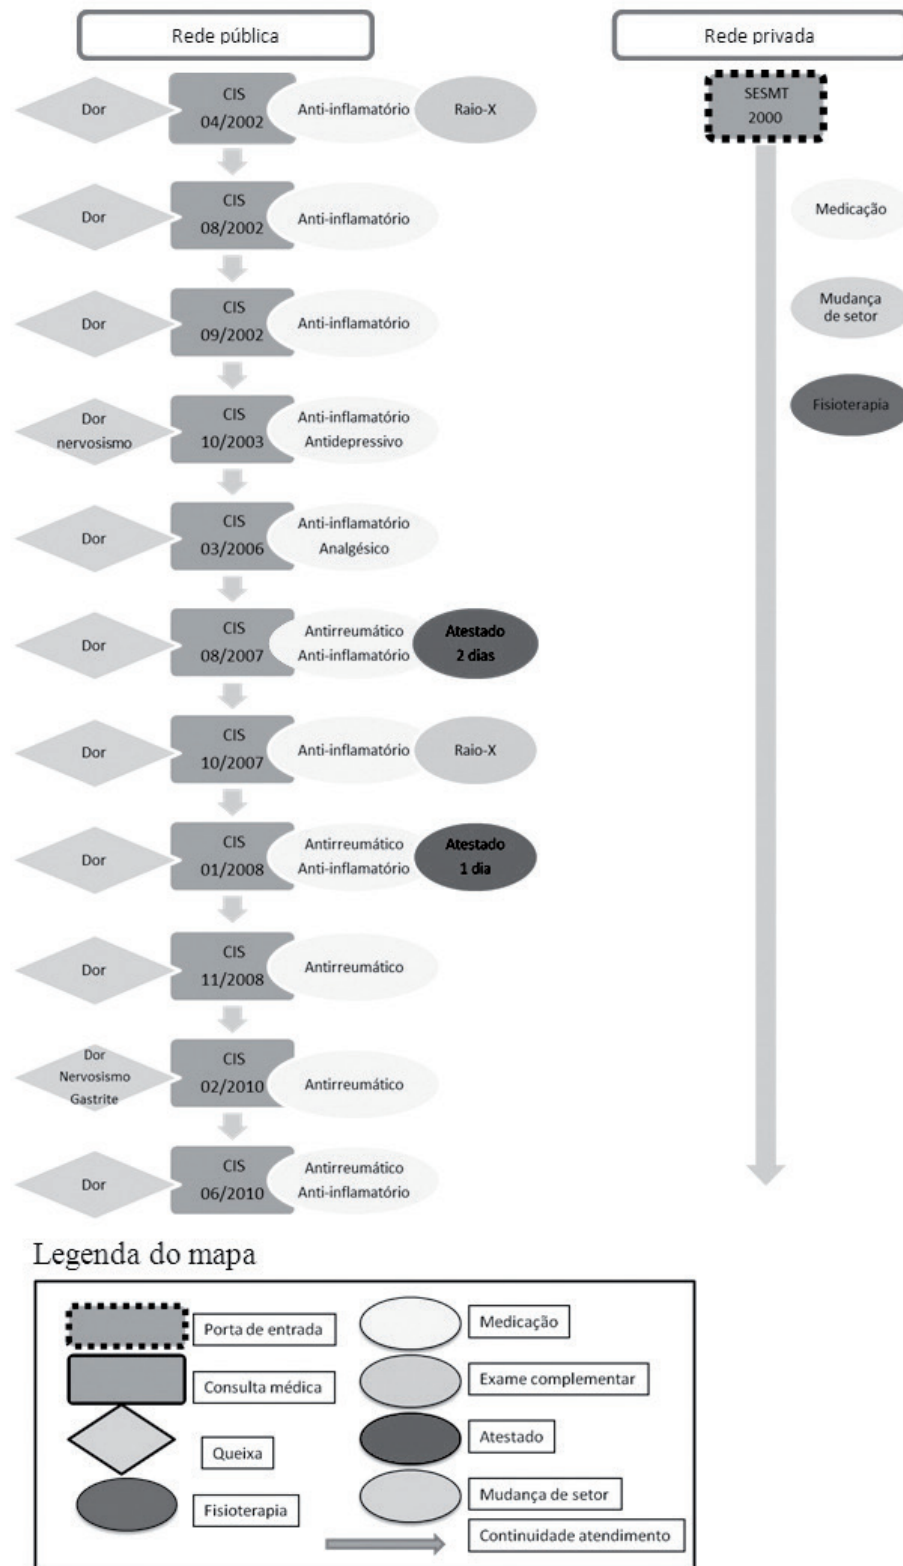 Rede pública
Rede privada
Dor
CIS
04/2002
Anti-inflamatório
Raio-X
SESMT
2000
Dor
CIS
08/2002
Anti-inflamatório
Medicação
Dor
CIS
09/2002
Anti-inflamatório
Mudança
de setor
Dor
nervosismo
CIS
10/2003
Anti-inflamatório
Antidepressivo
Fisioterapia
Dor
CIS
03/2006
Anti-inflamatório
Analgésico
Dor
CIS
08/2007
Antirreumático
Anti-inflamatório
Atestado
2 dias
Dor
CIS
10/2007
Anti-inflamatório
Raio-X
Dor
CIS
01/2008
Antirreumático
Anti-inflamatório
Atestado
1 dia
Dor
CIS
11/2008
Antirreumático
Dor
Nervosismo
Gastrite
CIS
02/2010
Antirreumático
Dor
CIS
06/2010
Antirreumático
Anti-inflamatório
Legenda do mapa
Porta de entrada
Medicação
Consulta médica
Exame complementar
Queixa
Atestado
Fisioterapia
Mudança de setor
Continuidade atendimento